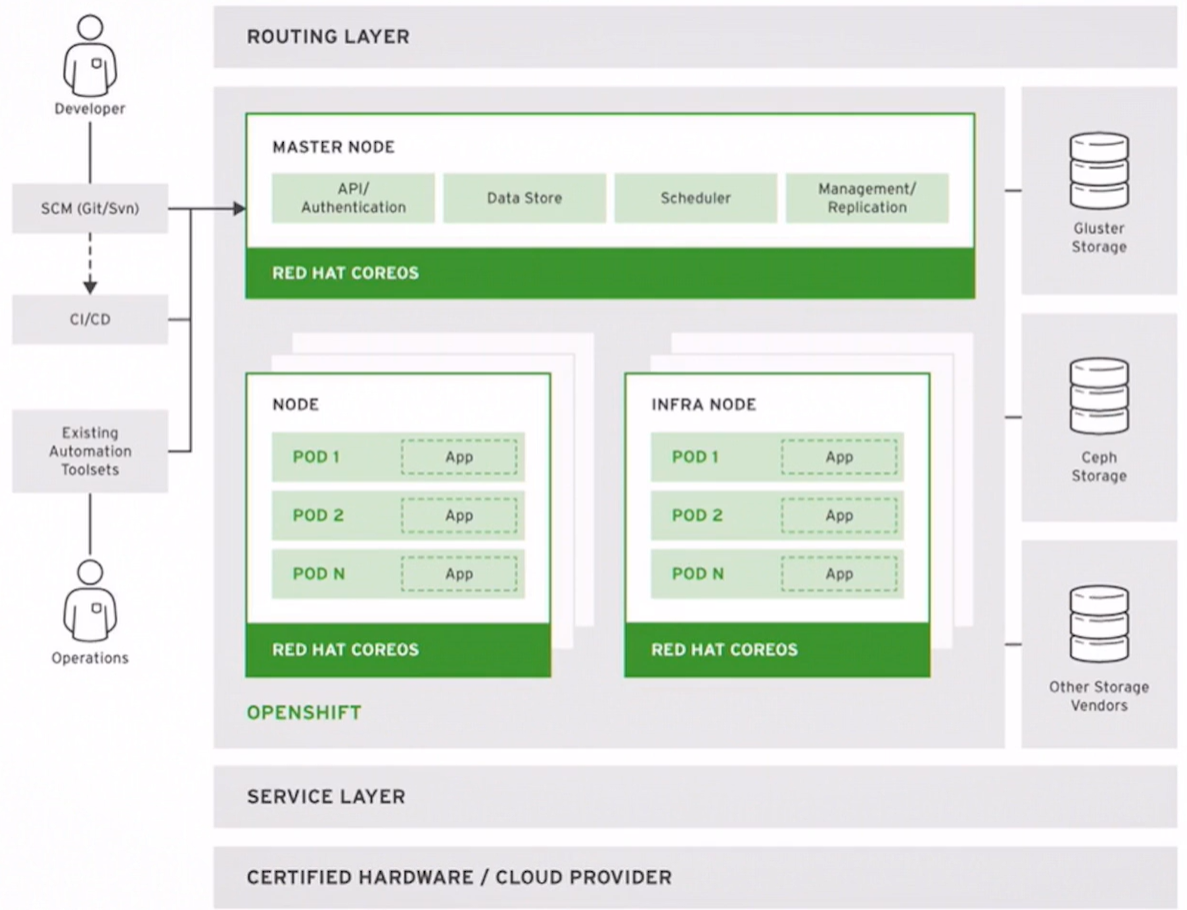 Developer
SCM (Git/Svn)
CI/CD
Existing
Automation
Toolsets
Operations
ROUTING LAYER
MASTER NODE
API/
Authentication
Data Store
Scheduler
Management/
Replication
RED HAT COREOS
NODE
POD 1 App
POD 2 App
POD N App
RED HAT COREOS
INFRA NODE
POD 1 App
POD 2 App
POD N App
RED HAT COREOS
OPENSHIFT
Gluster
Storage
Ceph
Storage
Other Storage
Vendors
SERVICE LAYER
CERTIFIED HARDWARE / CLOUD PROVIDER